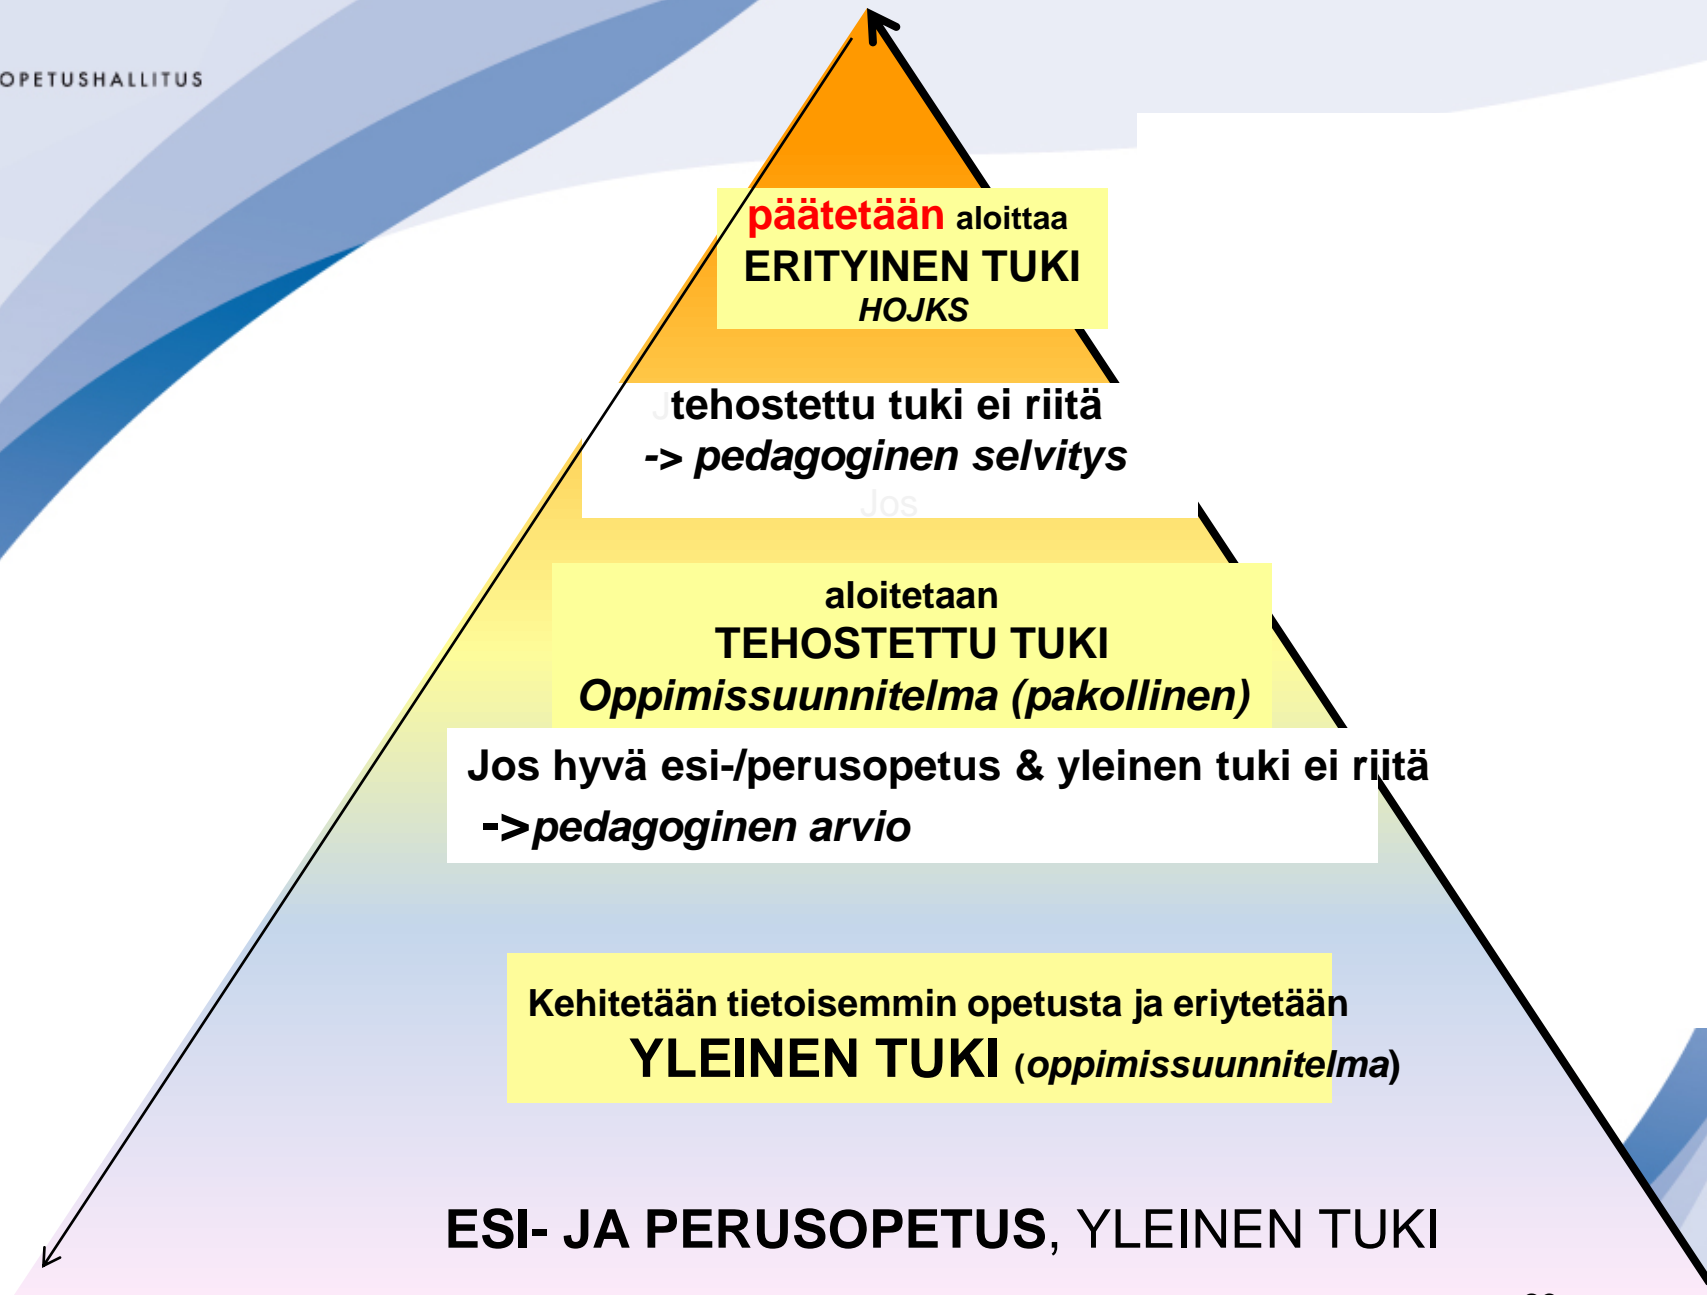 OPETUSHALLITUS
päätetään aloittaa
ERITYINEN TUKI
HOJKS
Jtehostettu tuki ei riitä
-> pedagoginen selvitys
Jos
aloitetaan
TEHOSTETTU TUKI
Oppimissuunnitelma (pakollinen)
Jos hyvä esi-/perusopetus & yleinen tuki ei riitä
->pedagoginen arvio
Kehitetään tietoisemmin opetusta ja eriytetään
YLEINEN TUKI (oppimissuunnitelma)
ESI- JA PERUSOPETUS, YLEINEN TUKI